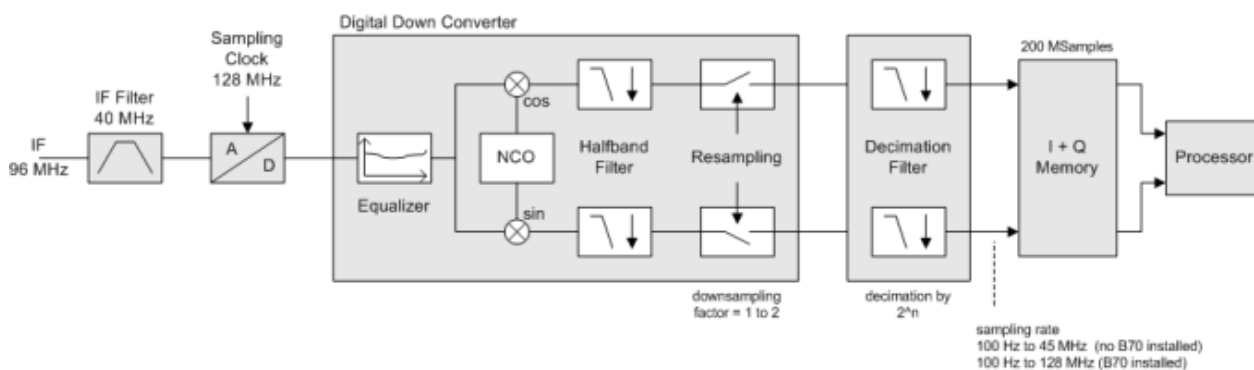 Digital Down Converter
Sampling
Clock
128 MHz
IF Filter
40 MHz
IF
96 MHz
A
D
Equalizer
cos
NCO
sin
Halfband
Filter
Resampling
downsampling
factor = 1 to 2
Decimation
Filter
decimation by
2^n
200 MSamples
I + Q
Memory
Processor
sampling rate
100 Hz to 45 MHz (no B70 installed)
100 Hz to 128 MHz (B70 installed)